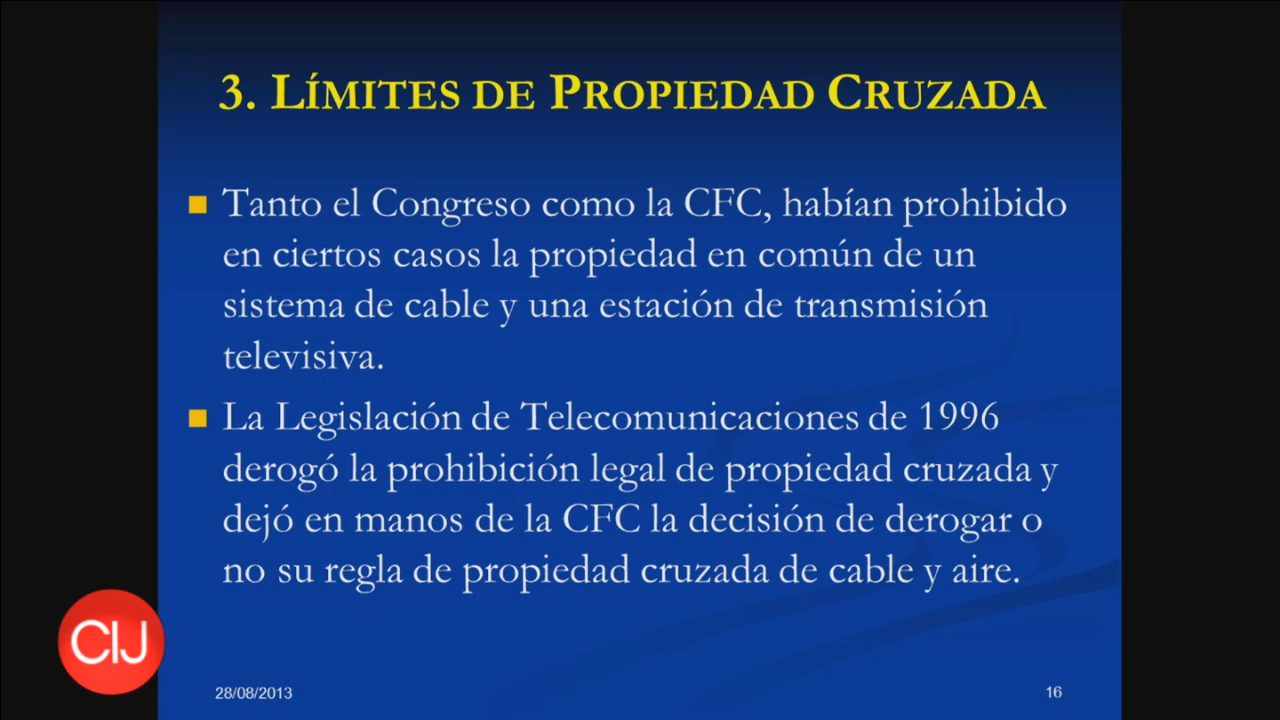 3. LÍMITES DE PROPIEDAD CRUZADA
Tanto el Congreso como la CFC, habían prohibido
en ciertos casos la propiedad en común de un
sistema de cable y una estación de transmisión
televisiva.
La Legislación de Telecomunicaciones de 1996
derogó la prohibición legal de propiedad cruzada y
dejó en manos de la CFC la decisión de derogar o
no su regla de propiedad cruzada de cable y aire.
CIJ
28/08/2013
16